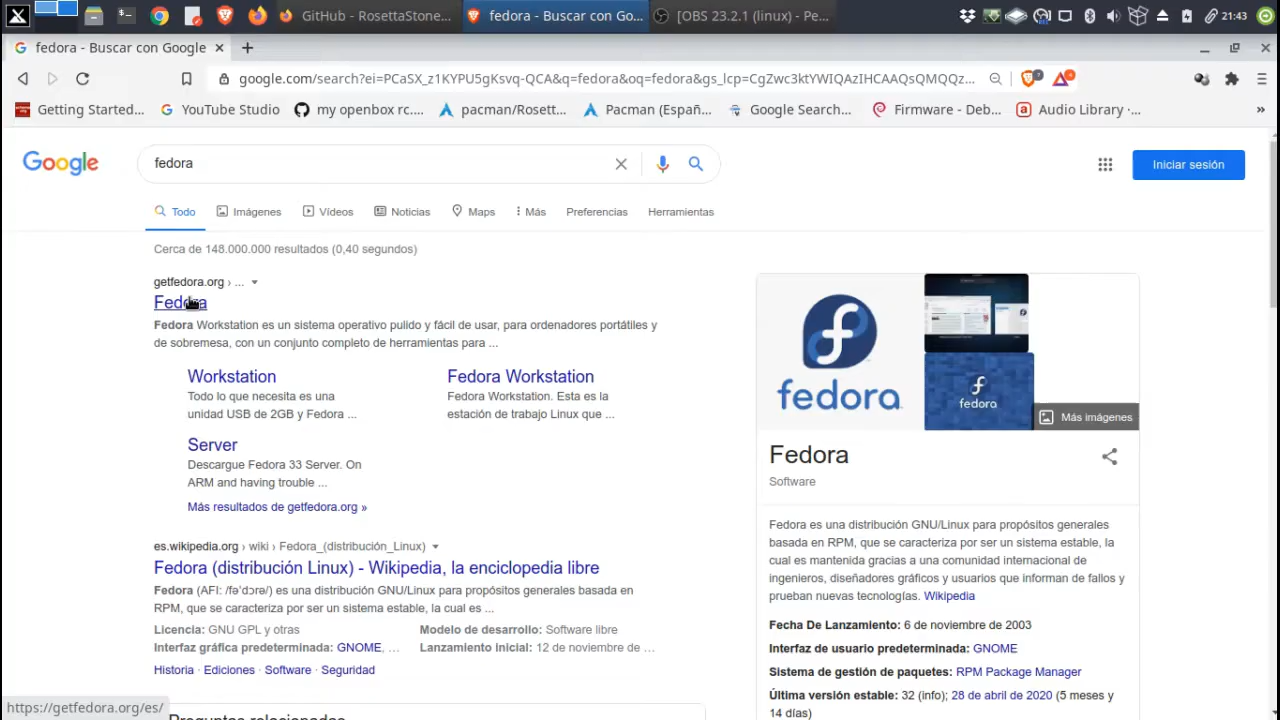 GitHub - RosettaStone...
fedora - Buscar con Go...
[OBS 23.2.1 (linux) - Pe...
21:43
fedora - Buscar con Google
google.com/search?ei=PCaSX_z1KYPU5gKsvq-QCA&q=fedora&oq=fedora&gs_lcp=CgZwc3ktYWIQAzIHCAAQsQMQQz...
Getting Started...
YouTube Studio
my openbox rc....
pacman/Rosett...
Pacman (Españ...
Google Search...
Firmware - Deb...
Audio Library ·...
»
Google
fedora
Iniciar sesión
Todo
Imágenes
Vídeos
Noticias
Maps
Más
Preferencias
Herramientas
Cerca de 148.000.000 resultados (0,40 segundos)
getfedora.org › ...
Fedora
Fedora Workstation es un sistema operativo pulido y fácil de usar, para ordenadores portátiles y
de sobremesa, con un conjunto completo de herramientas para ...
Workstation
Todo lo que necesita es una
unidad USB de 2GB y Fedora ...
Fedora Workstation
Fedora Workstation. Esta es la
estación de trabajo Linux que ...
Server
Descargue Fedora 33 Server. On
ARM and having trouble ...
Más resultados de getfedora.org »
es.wikipedia.org › wiki › Fedora_(distribución_Linux)
Fedora (distribución Linux) - Wikipedia, la enciclopedia libre
Fedora (AFI: /fəˈdɔrə/) es una distribución GNU/Linux para propósitos generales basada en
RPM, que se caracteriza por ser un sistema estable, la cual es ...
Licencia: GNU GPL y otras
Modelo de desarrollo: Software libre
Interfaz gráfica predeterminada: GNOME, ...
Lanzamiento inicial: 12 de noviembre de ...
Historia · Ediciones · Software · Seguridad
Preguntas relacionadas
https://getfedora.org/es/
fedora
fedora
Más imágenes
Fedora
Software
Fedora es una distribución GNU/Linux para propósitos generales
basada en RPM, que se caracteriza por ser un sistema estable, la
cual es mantenida gracias a una comunidad internacional de
ingenieros, diseñadores gráficos y usuarios que informan de fallos y
prueban nuevas tecnologías. Wikipedia
Fecha De Lanzamiento: 6 de noviembre de 2003
Interfaz de usuario predeterminada: GNOME
Sistema de gestión de paquetes: RPM Package Manager
Última versión estable: 32 (info); 28 de abril de 2020 (5 meses y
14 días)